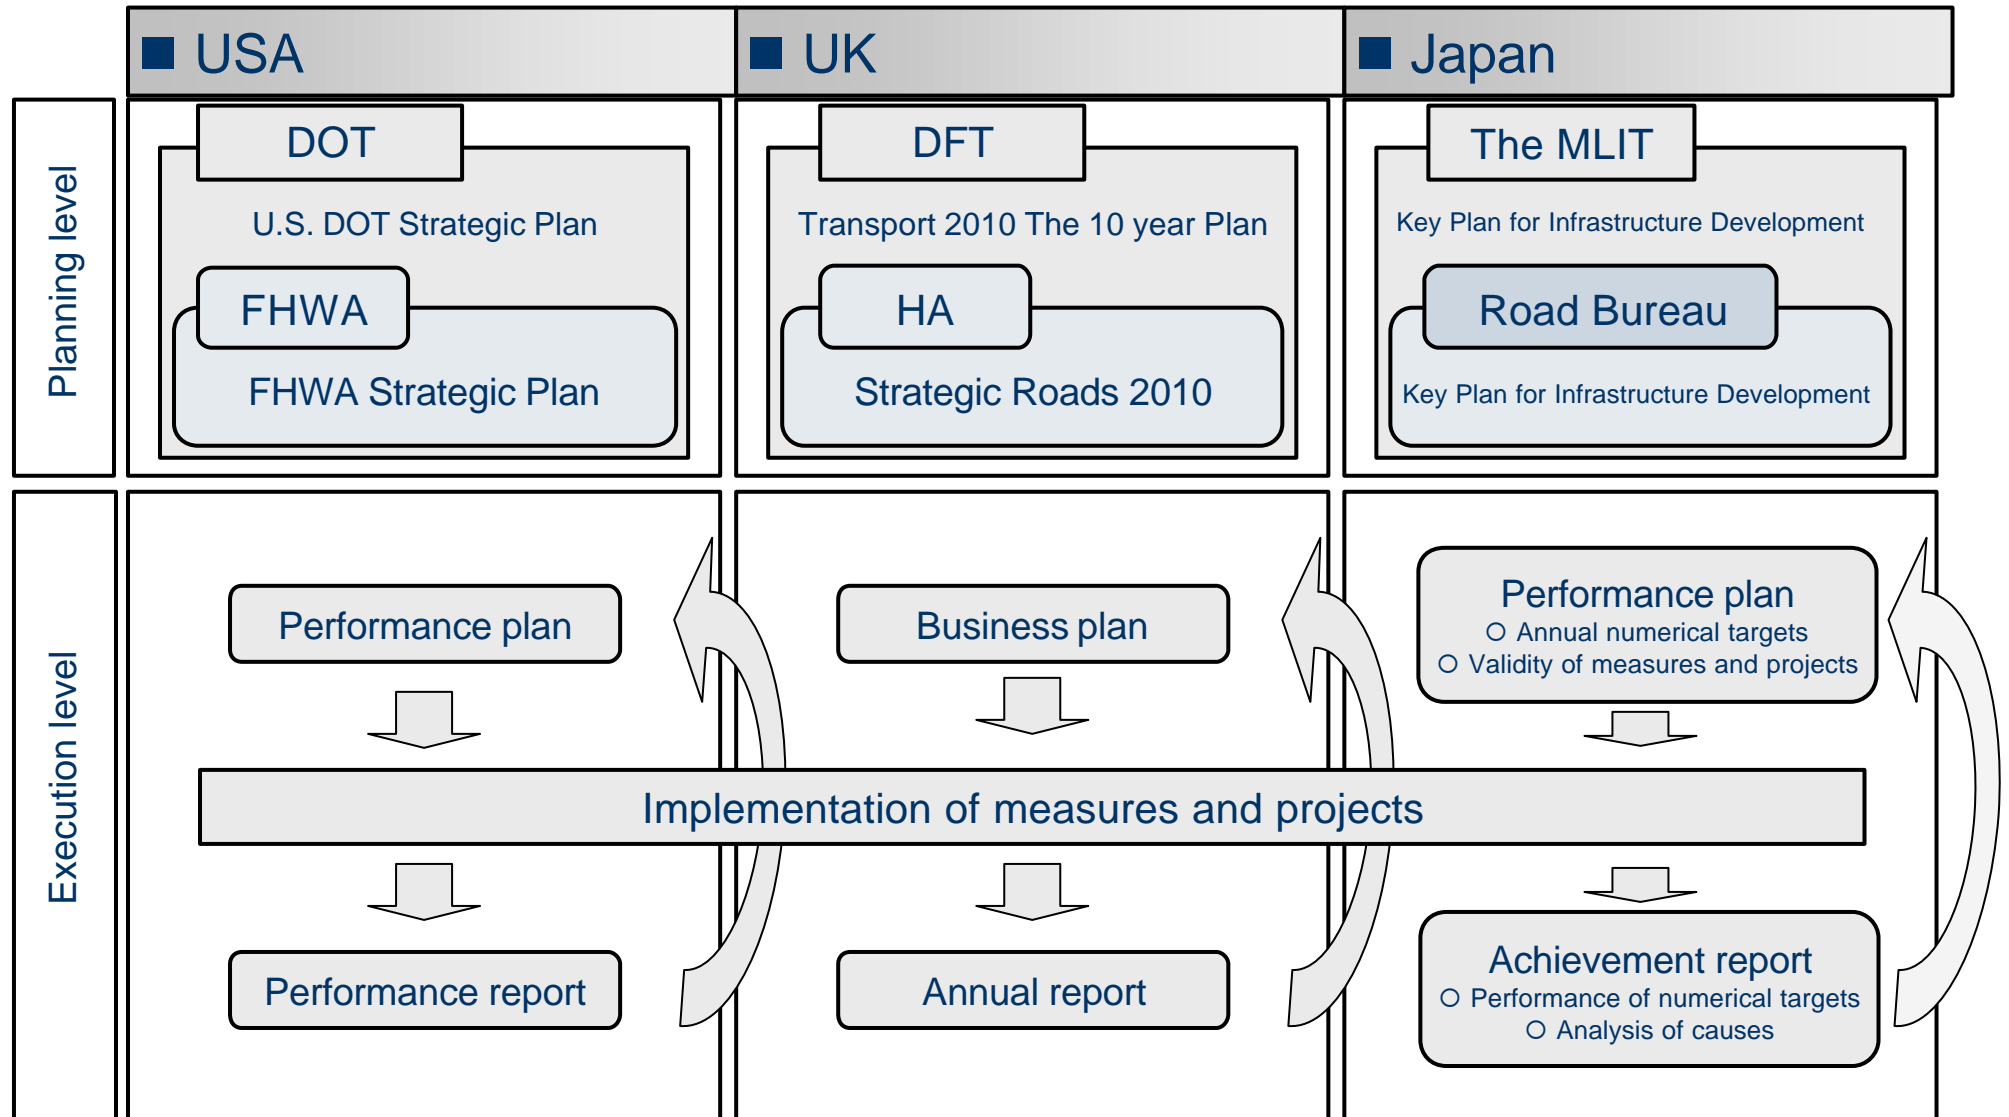 USA
UK
Japan
Planning level
DOT
U.S. DOT Strategic Plan
FHWA
FHWA Strategic Plan
DFT
Transport 2010 The 10 year Plan
HA
Strategic Roads 2010
The MLIT
Key Plan for Infrastructure Development
Road Bureau
Key Plan for Infrastructure Development
Execution level
Performance plan
Business plan
Performance plan
Annual numerical targets
Validity of measures and projects
Implementation of measures and projects
Performance report
Annual report
Achievement report
Performance of numerical targets
Analysis of causes